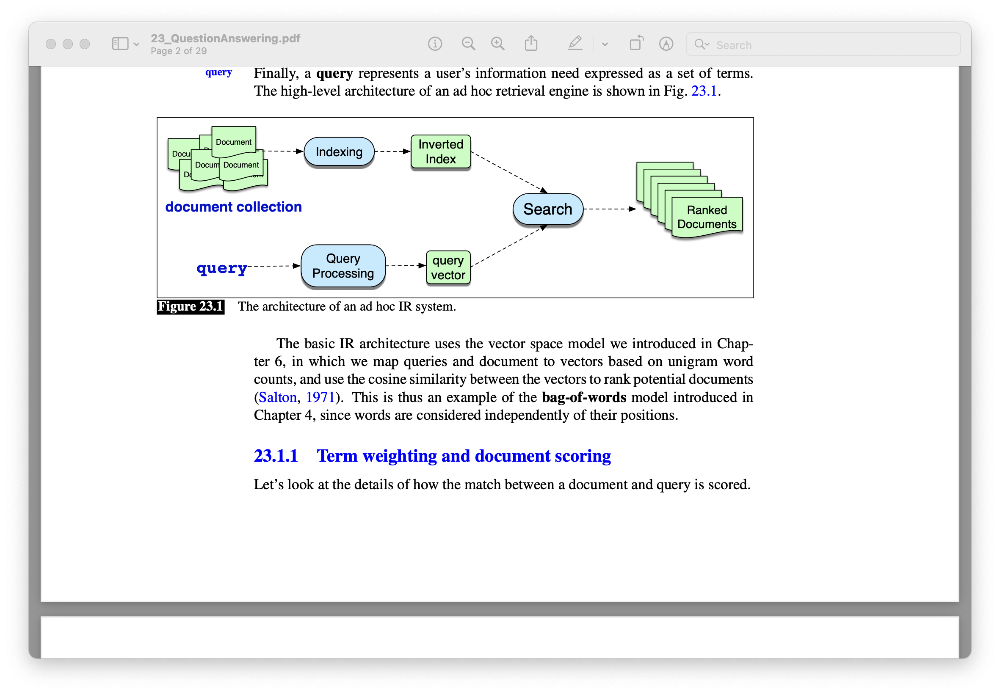 23_QuestionAnswering.pdf
Page 2 of 29
Search
query
Finally, a query represents a user’s information need expressed as a set of terms.
The high-level architecture of an ad hoc retrieval engine is shown in Fig. 23.1.
Document
Docu
D
Docum
Document
Do
ent
document collection
Indexing
Inverted
Index
Search
Ranked
Documents
query
Query
Processing
query
vector
Figure 23.1 The architecture of an ad hoc IR system.
The basic IR architecture uses the vector space model we introduced in Chap-
ter 6, in which we map queries and document to vectors based on unigram word
counts, and use the cosine similarity between the vectors to rank potential documents
(Salton, 1971). This is thus an example of the bag-of-words model introduced in
Chapter 4, since words are considered independently of their positions.
23.1.1 Term weighting and document scoring
Let’s look at the details of how the match between a document and query is scored.